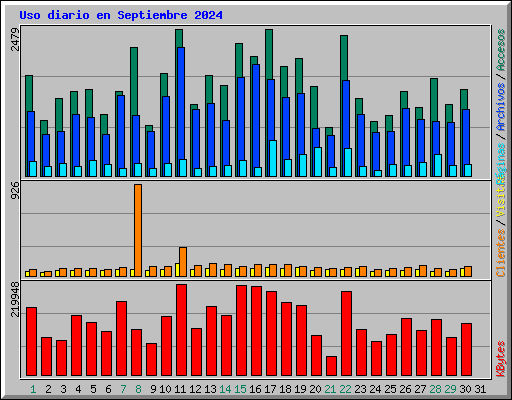 Uso diario en Septiembre 2024
2479
926
219948
Accesos / Archivos / Páginas
Visitas / Clientes
KBytes
1 2 3 4 5 6 7 8 9 10 11 12 13 14 15 16 17 18 19 20 21 22 23 24 25 26 27 28 29 30 31